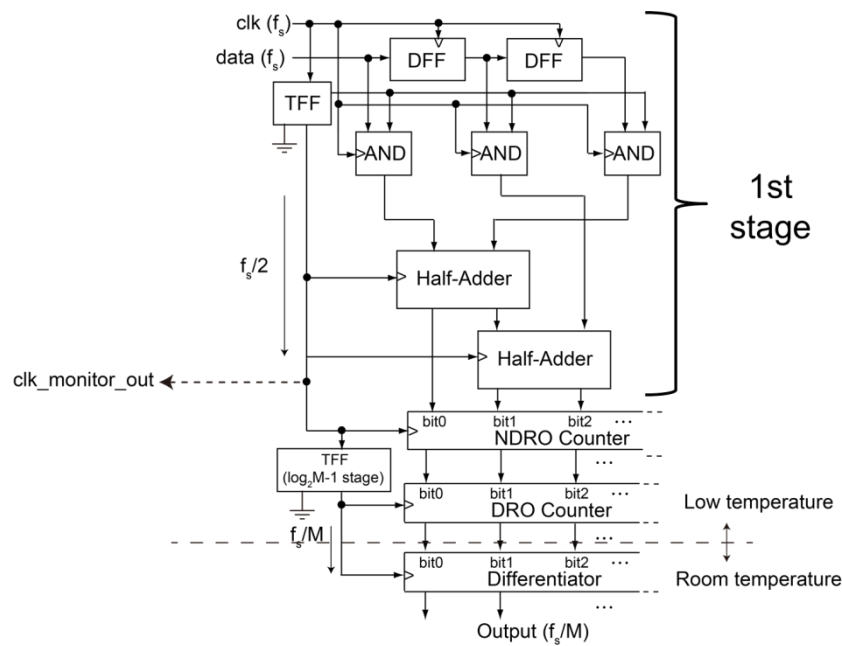 clk (fₛ)
data (fₛ)
DFF
DFF
TFF
AND
AND
AND
1st
stage
Half-Adder
fₛ/2
Half-Adder
clk_monitor_out
bit0 bit1 bit2 ...
NDRO Counter
TFF
(log₂M-1 stage)
...
bit0 bit1 bit2 ...
DRO Counter
Low temperature
fₛ/M
...
bit0 bit1 bit2 ...
Differentiator
Room temperature
...
Output (fₛ/M)